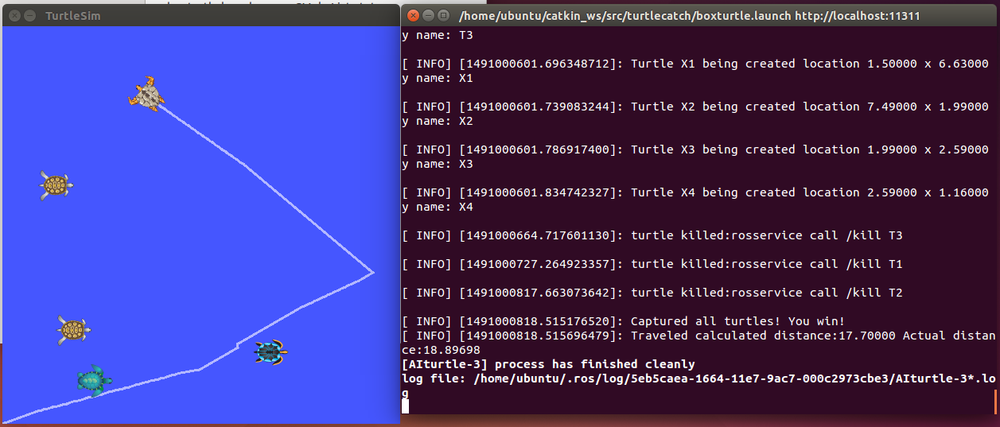 TurtleSim
/home/ubuntu/catkin_ws/src/turtlecatch/boxturtle.launch http://localhost:11311
y name: T3
[ INFO] [1491000601.696348712]: Turtle X1 being created location 1.50000 x 6.63000
y name: X1
[ INFO] [1491000601.739083244]: Turtle X2 being created location 7.49000 x 1.99000
y name: X2
[ INFO] [1491000601.786917400]: Turtle X3 being created location 1.99000 x 2.59000
y name: X3
[ INFO] [1491000601.834742327]: Turtle X4 being created location 2.59000 x 1.16000
y name: X4
[ INFO] [1491000664.717601130]: turtle killed:rosservice call /kill T3
[ INFO] [1491000727.264923357]: turtle killed:rosservice call /kill T1
[ INFO] [1491000817.663073642]: turtle killed:rosservice call /kill T2
[ INFO] [1491000818.515176520]: Captured all turtles! You win!
[ INFO] [1491000818.515696479]: Traveled calculated distance:17.70000 Actual distan
ce:18.89698
[AIturtle-3] process has finished cleanly
log file: /home/ubuntu/.ros/log/5eb5caea-1664-11e7-9ac7-000c2973cbe3/AIturtle-3*.lo
g